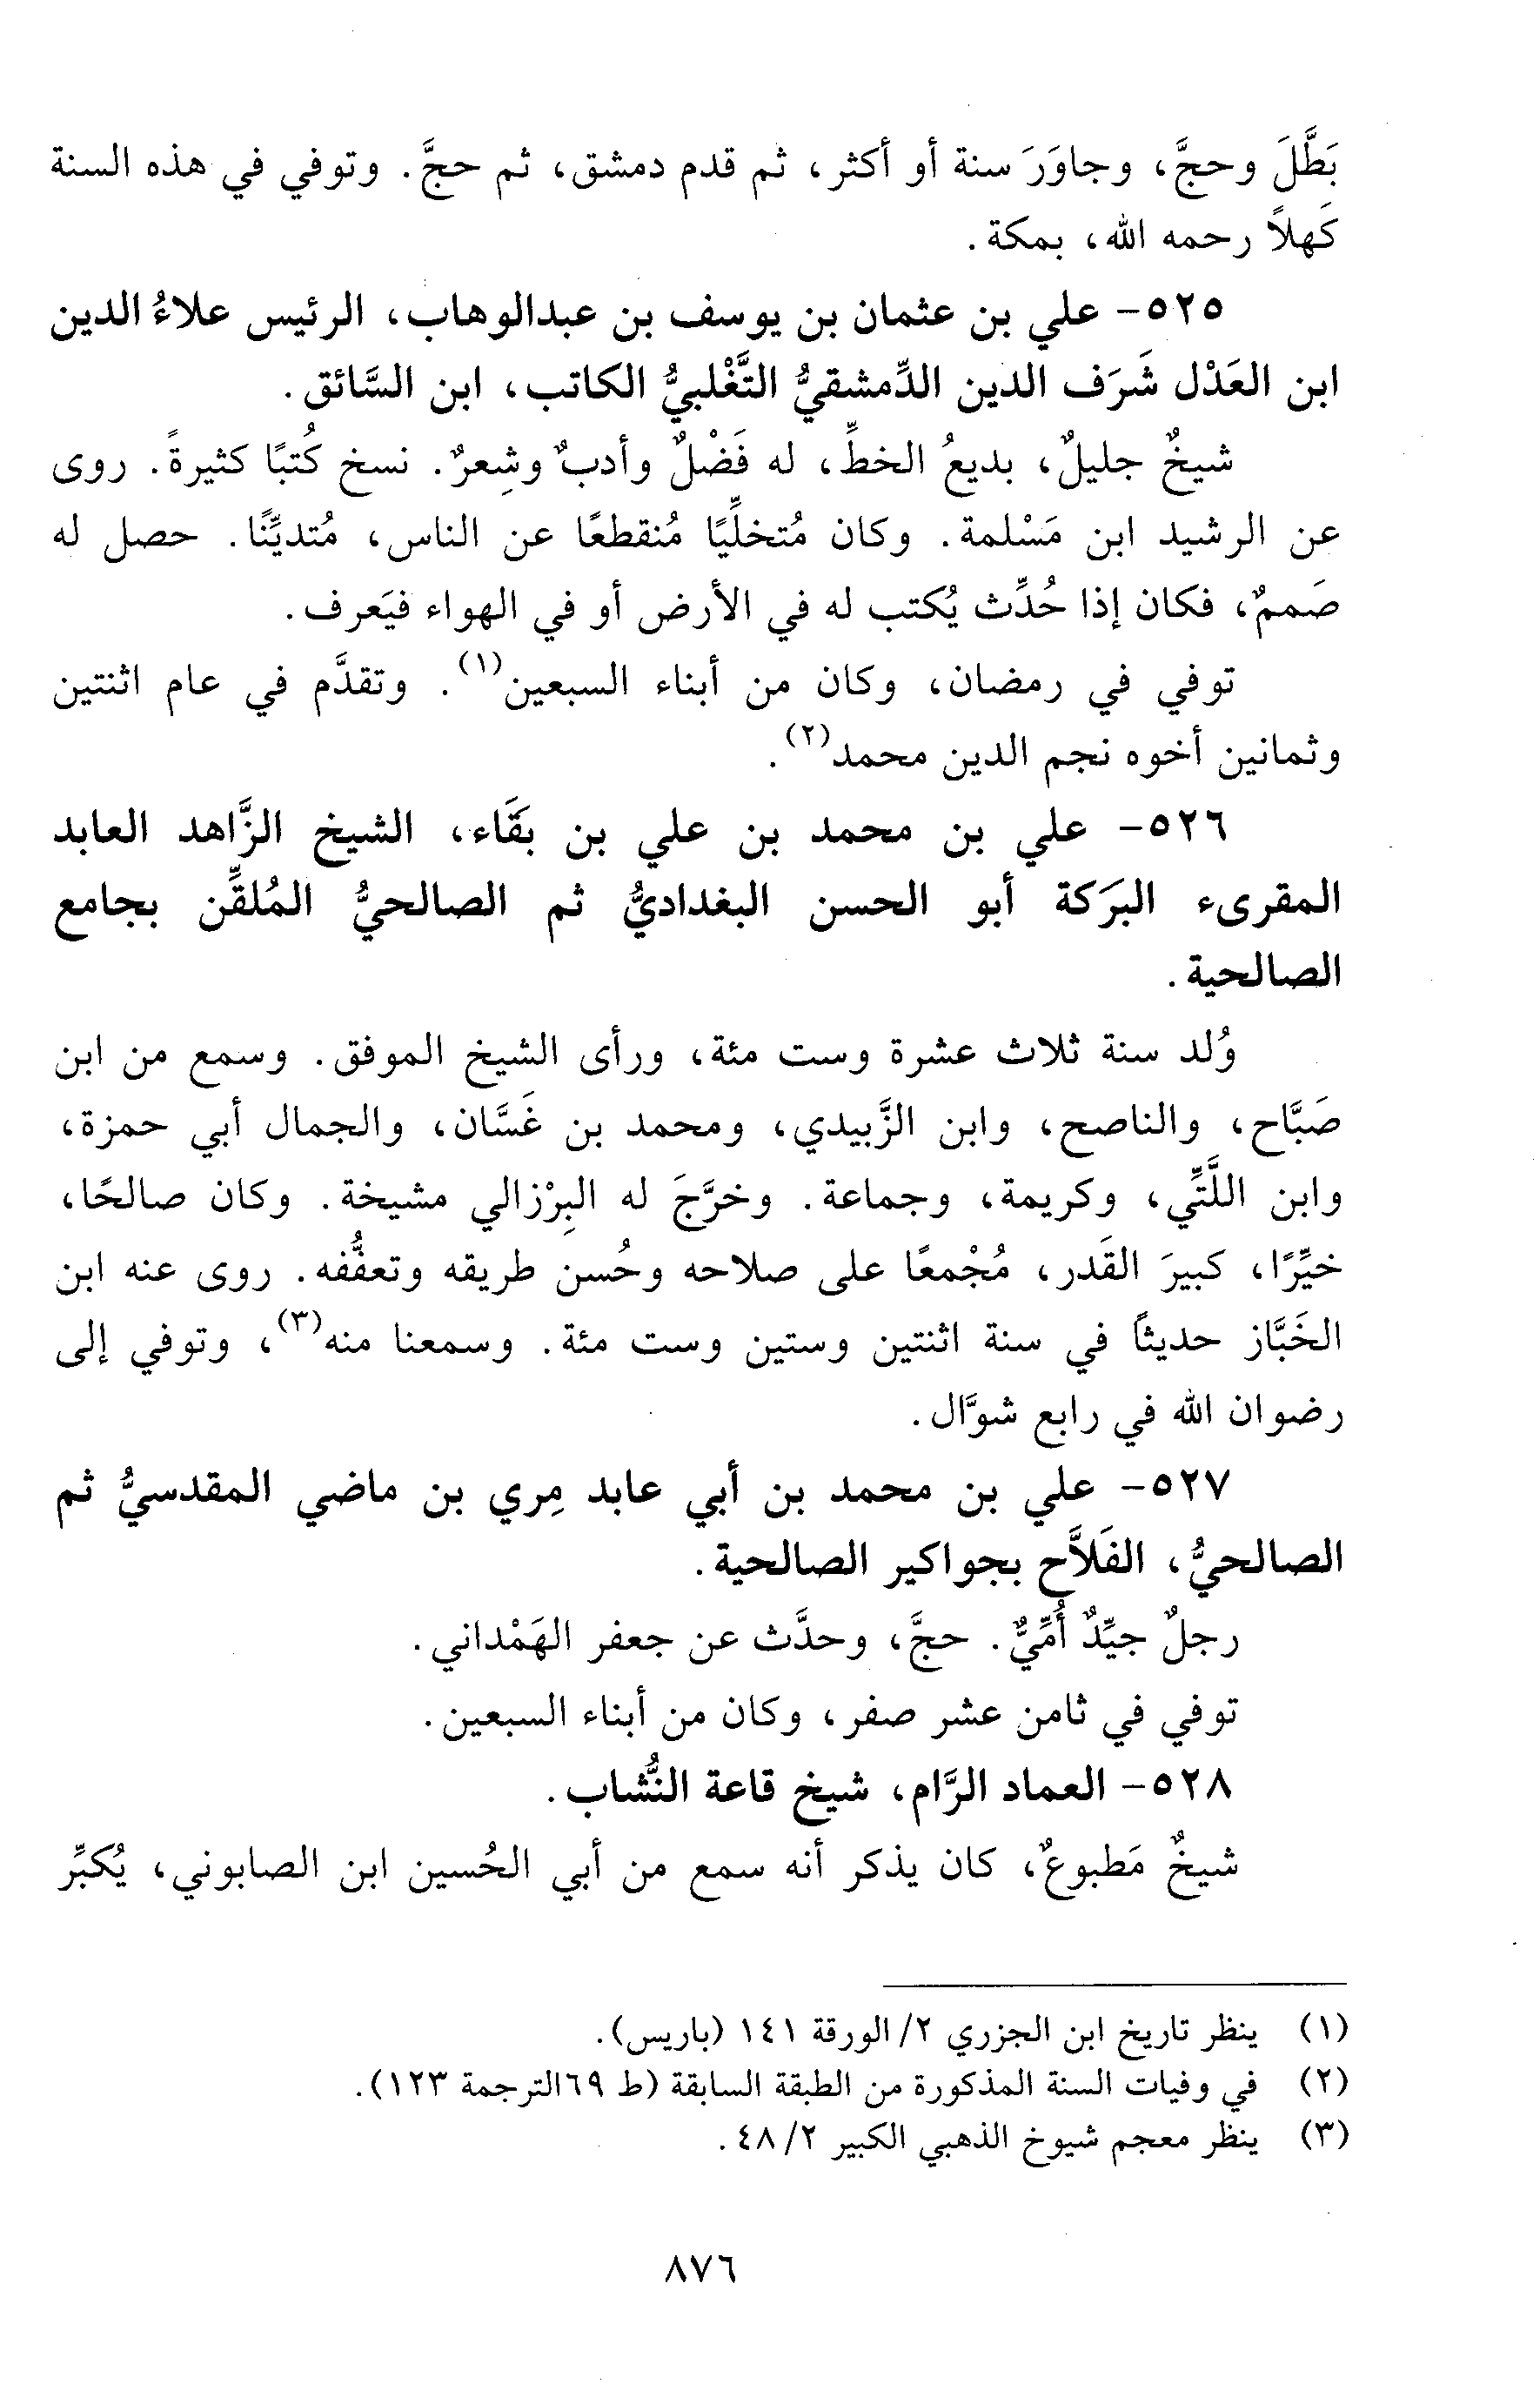 بَطَّلَ وحجَّ، وجاوَرَ سنة أو أكثر، ثم قدم دمشق، ثم حجَّ. وتوفي في هذه السنة
كَهلاً رحمه الله، بمكة.
٥٢٥- علي بن عثمان بن يوسف بن عبدالوهاب، الرئيس علاءُ الدين
ابن العَدْل شَرَف الدين الدِّمشقيُّ التَّغْلبيُّ الكاتب، ابن السَّائق.
شيخٌ جليلٌ، بديعُ الخطِّ، له فَضْلٌ وأدبٌ وشِعرٌ. نسخ كُتبًا كثيرةً. روى
عن الرشيد ابن مَسْلمة. وكان مُتخلِّيًا مُنقطعًا عن الناس، مُتديِّنًا. حصل له
صَممٌ، فكان إذا حُدِّث يُكتب له في الأرض أو في الهواء فيَعرف.
توفي في رمضان، وكان من أبناء السبعين(١). وتقدَّم في عام اثنتين
وثمانين أخوه نجم الدين محمد(٢).
٥٢٦- علي بن محمد بن علي بن بقَاء، الشيخ الزَّاهد العابد
المقرىء البرَكة أبو الحسن البغداديُّ ثم الصالحيُّ المُلقِّن بجامع
الصالحية.
وُلد سنة ثلاث عشرة وست مئة، ورأى الشيخ الموفق. وسمع من ابن
صَبَّاح، والناصح، وابن الزَّبيدي، ومحمد بن غَسَّان، والجمال أبي حمزة،
وابن اللَّتِّي، وكريمة، وجماعة. وخرَّجَ له البِرْزالي مشيخة. وكان صالحًا،
خيِّرًا، كبيرَ القَدر، مُجْمعًا على صلاحه وحُسن طريقه وتعفُّفه. روى عنه ابن
الخَبَّاز حديثاً في سنة اثنتين وستين وست مئة. وسمعنا منه(٣)، وتوفي إلى
رضوان الله في رابع شوَّال.
٥٢٧- علي بن محمد بن أبي عابد مِري بن ماضي المقدسيُّ ثم
الصالحيُّ، الفَلاَّح بجواكير الصالحية.
رجلٌ جيِّدٌ أُمِّيٌّ. حجَّ، وحدَّث عن جعفر الهَمْداني.
توفي في ثامن عشر صفر، وكان من أبناء السبعين.
٥٢٨- العماد الرَّام، شيخ قاعة النُّشاب.
شيخٌ مَطبوعٌ، كان يذكر أنه سمع من أبي الحُسين ابن الصابوني، يُكبِّر
(١) ينظر تاريخ ابن الجزري ٢/ الورقة ١٤١ (باريس).
(٢) في وفيات السنة المذكورة من الطبقة السابقة (ط ٦٩الترجمة ١٢٣).
(٣) ينظر معجم شيوخ الذهبي الكبير ٢/ ٤٨.
٨٧٦